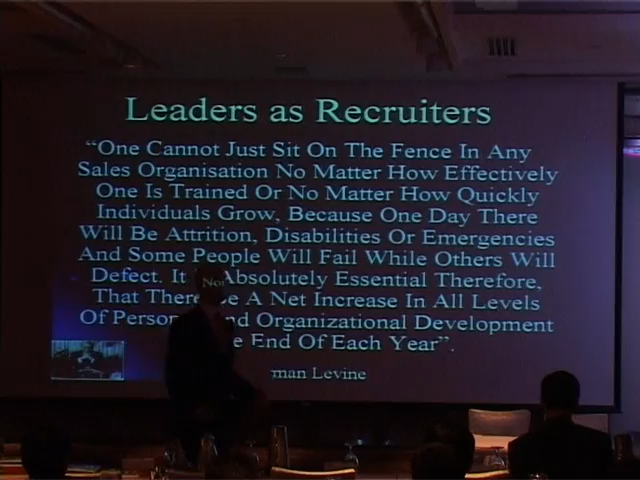 Leaders as Recruiters
“One Cannot Just Sit On The Fence In Any
Sales Organisation No Matter How Effectively
One Is Trained Or No Matter How Quickly
Individuals Grow, Because One Day There
Will Be Attrition, Disabilities Or Emergencies
And Some People Will Fail While Others Will
Defect. It Absolutely Essential Therefore,
That There A Net Increase In All Levels
Of And Organizational Development
End Of Each Year”.
Levine